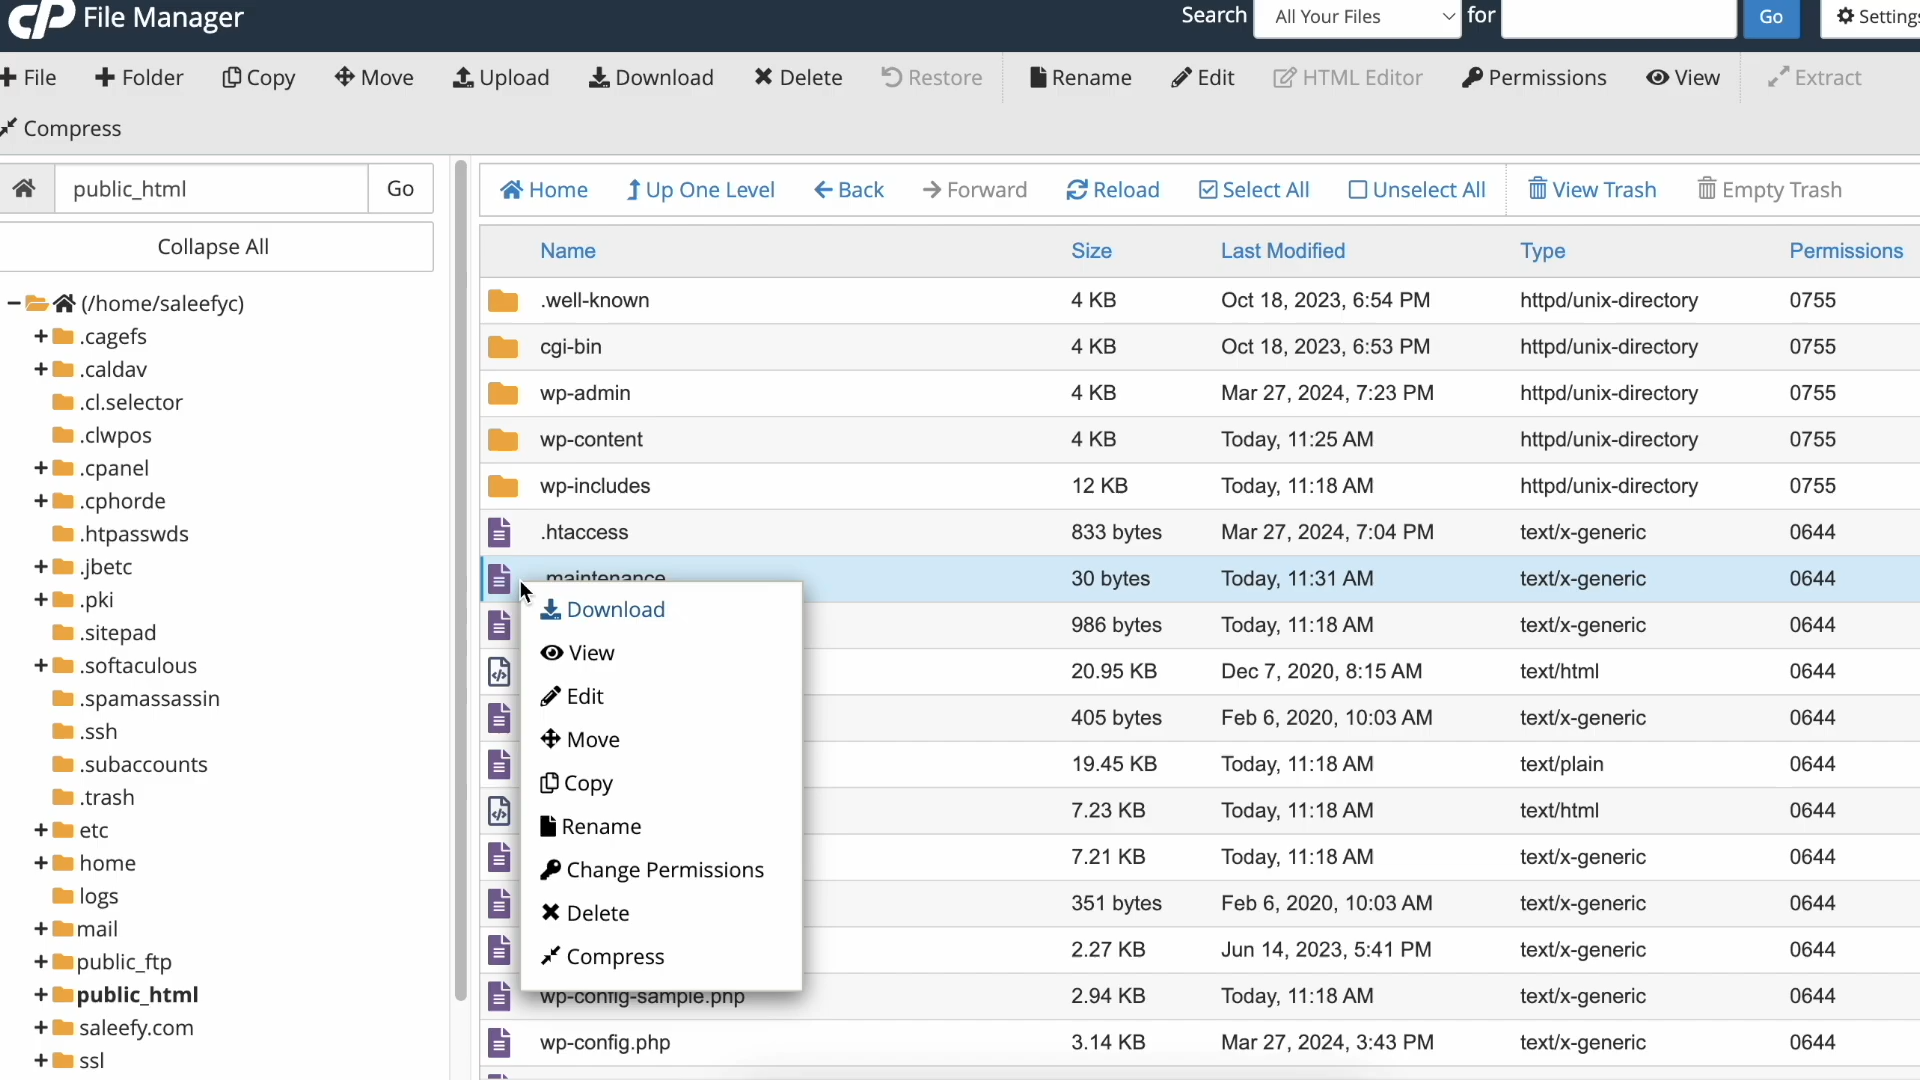 cP File Manager
Search All Your Files for Go Settings
File Folder Copy Move Upload Download Delete Restore Rename Edit HTML Editor Permissions View Extract
Compress
public_html Go
Collapse All
(/home/saleefyc)
.cagefs
.caldav
.cl.selector
.clwpos
.cpanel
.cphorde
.htpasswds
.jbetc
.pki
.sitepad
.softaculous
.spamassassin
.ssh
.subaccounts
.trash
etc
home
logs
mail
public_ftp
public_html
saleefy.com
ssl
Home Up One Level Back Forward Reload Select All Unselect All View Trash Empty Trash
Name Size Last Modified Type Permissions
.well-known 4 KB Oct 18, 2023, 6:54 PM httpd/unix-directory 0755
cgi-bin 4 KB Oct 18, 2023, 6:53 PM httpd/unix-directory 0755
wp-admin 4 KB Mar 27, 2024, 7:23 PM httpd/unix-directory 0755
wp-content 4 KB Today, 11:25 AM httpd/unix-directory 0755
wp-includes 12 KB Today, 11:18 AM httpd/unix-directory 0755
.htaccess 833 bytes Mar 27, 2024, 7:04 PM text/x-generic 0644
.maintenance 30 bytes Today, 11:31 AM text/x-generic 0644
986 bytes Today, 11:18 AM text/x-generic 0644
20.95 KB Dec 7, 2020, 8:15 AM text/html 0644
405 bytes Feb 6, 2020, 10:03 AM text/x-generic 0644
19.45 KB Today, 11:18 AM text/plain 0644
7.23 KB Today, 11:18 AM text/html 0644
7.21 KB Today, 11:18 AM text/x-generic 0644
351 bytes Feb 6, 2020, 10:03 AM text/x-generic 0644
2.27 KB Jun 14, 2023, 5:41 PM text/x-generic 0644
wp-config-sample.php 2.94 KB Today, 11:18 AM text/x-generic 0644
wp-config.php 3.14 KB Mar 27, 2024, 3:43 PM text/x-generic 0644
Download
View
Edit
Move
Copy
Rename
Change Permissions
Delete
Compress